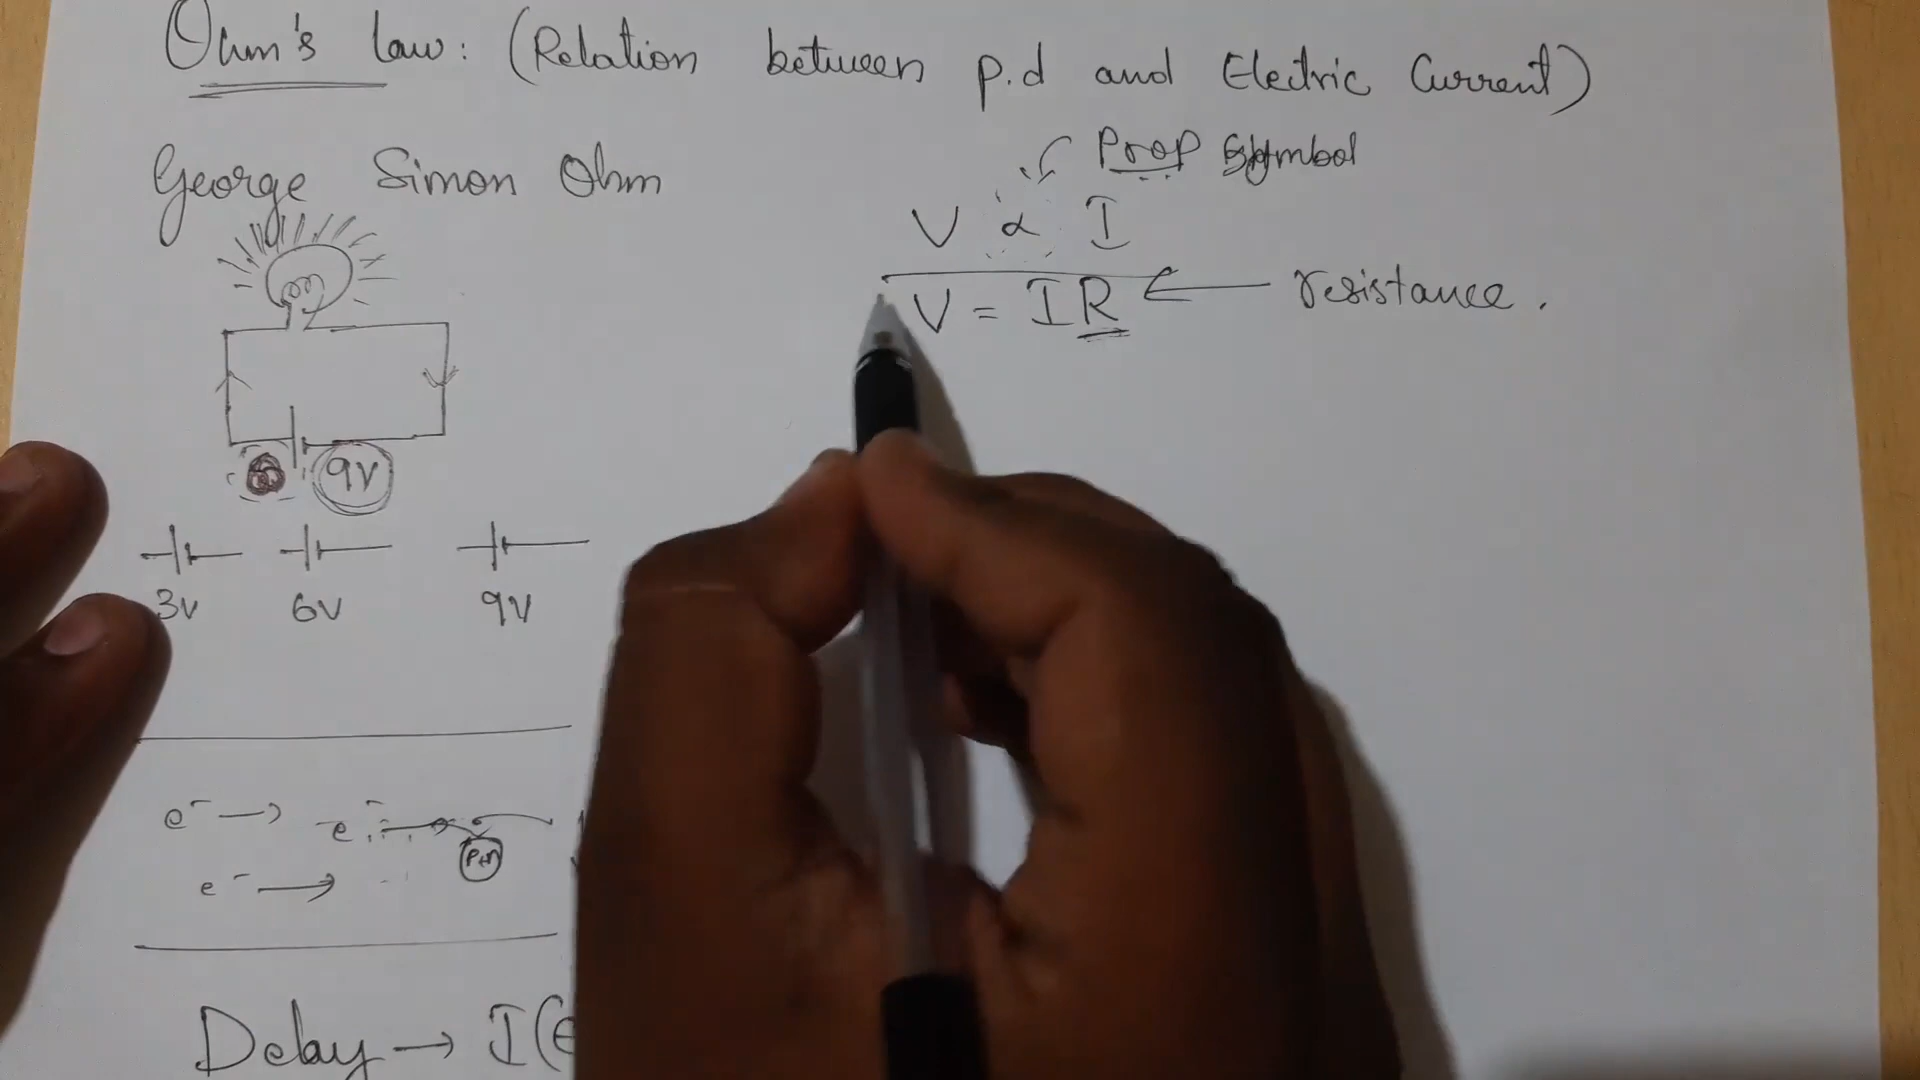 Ohm's law: (Relation between p.d and Electric Current)
George Simon Ohm
Prop symbol
V ∝ I
V = IR ← resistance.
9V
3V 6V 9V
e⁻ → e⁻ →
e⁻ →
Delay → I(